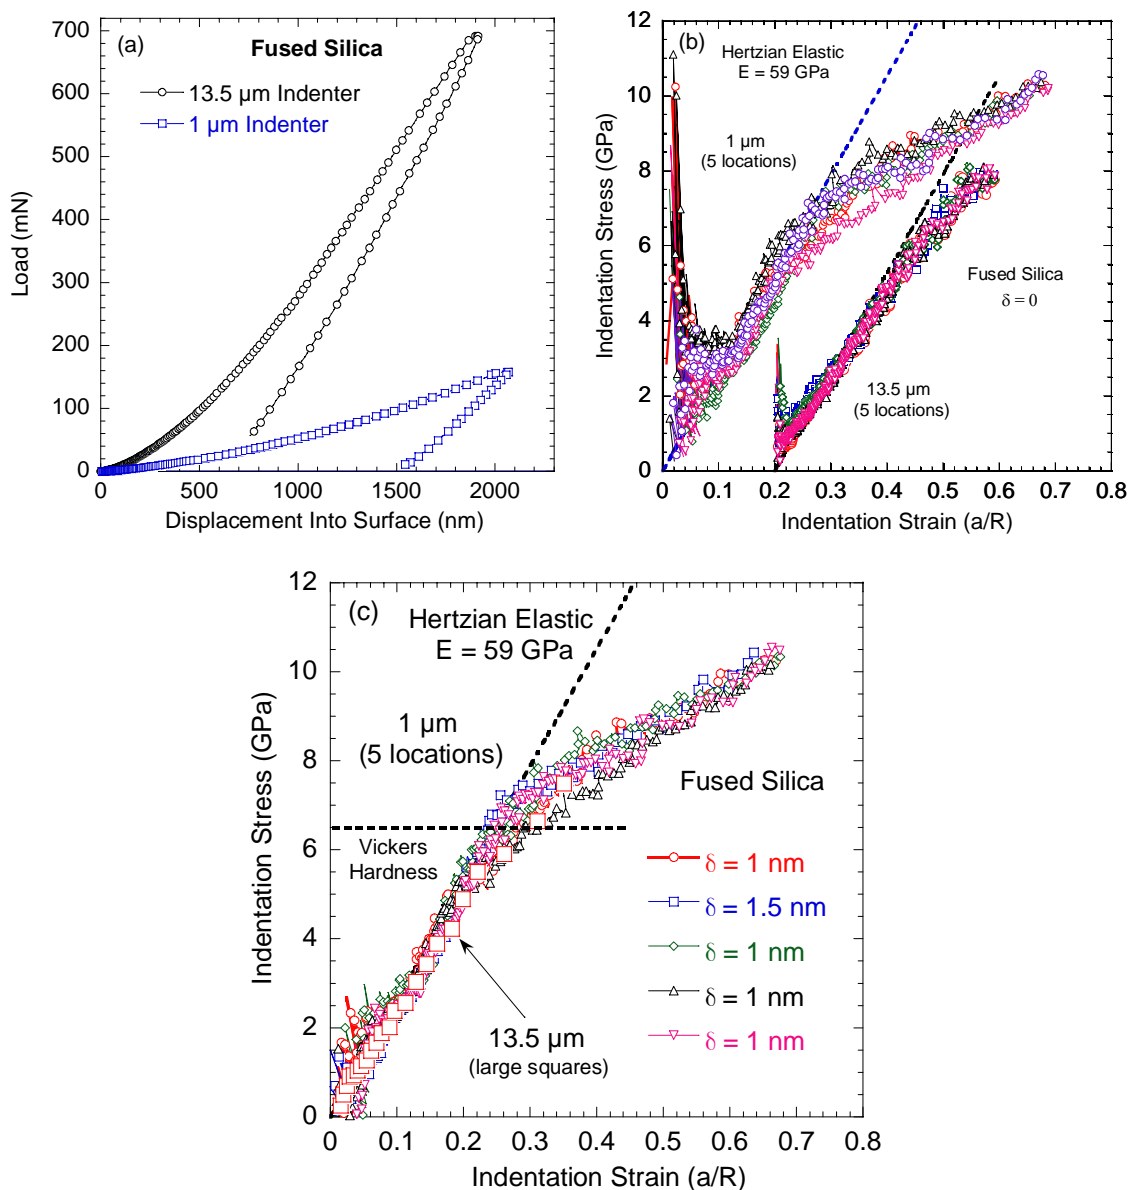 (a)
Fused Silica
13.5 µm Indenter
1 µm Indenter
700
600
500
400
300
200
100
0
0
500
1000
1500
2000
Load (mN)
Displacement Into Surface (nm)
(b)
Hertzian Elastic
E = 59 GPa
1 µm
(5 locations)
Fused Silica
δ = 0
13.5 µm
(5 locations)
12
10
8
6
4
2
0
0
0.1
0.2
0.3
0.4
0.5
0.6
0.7
0.8
Indentation Stress (GPa)
Indentation Strain (a/R)
(c)
Hertzian Elastic
E = 59 GPa
1 µm
(5 locations)
Fused Silica
Vickers
Hardness
δ = 1 nm
δ = 1.5 nm
δ = 1 nm
δ = 1 nm
δ = 1 nm
13.5 µm
(large squares)
12
10
8
6
4
2
0
0
0.1
0.2
0.3
0.4
0.5
0.6
0.7
0.8
Indentation Stress (GPa)
Indentation Strain (a/R)